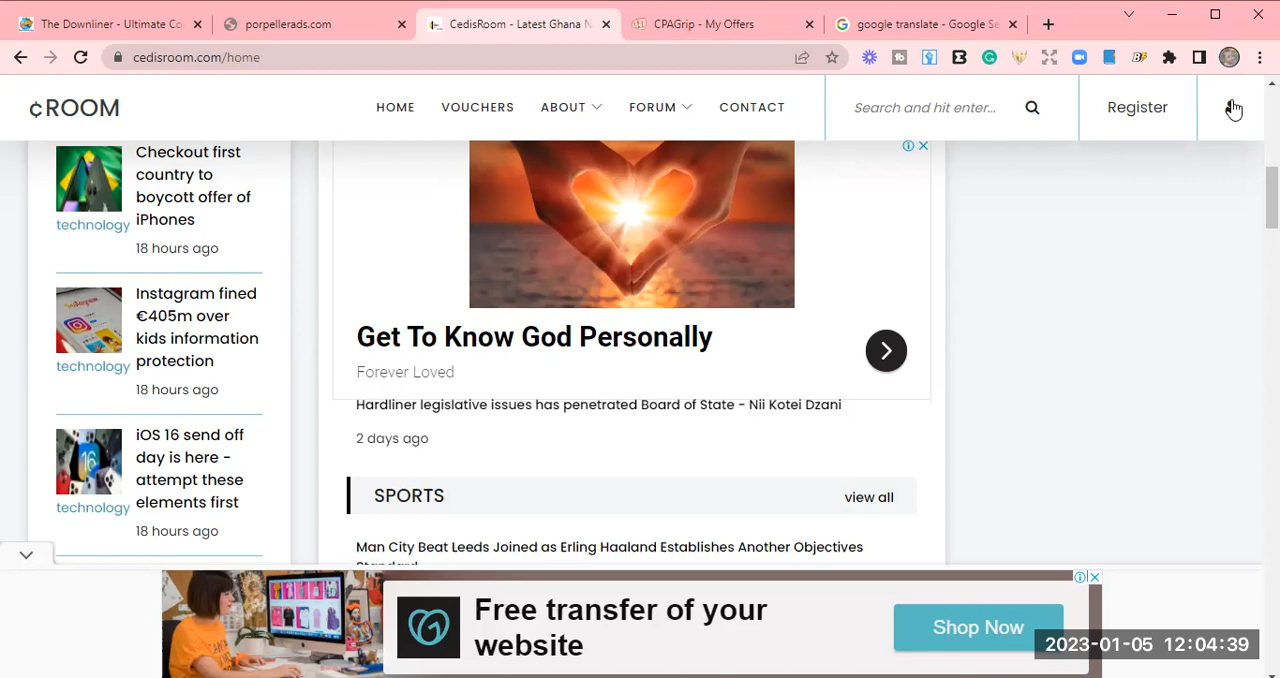 The Downliner - Ultimate Co
porpellerads.com
CedisRoom - Latest Ghana N
CPAGrip - My Offers
google translate - Google Se
cedisroom.com/home
¢ROOM
HOME
VOUCHERS
ABOUT
FORUM
CONTACT
Search and hit enter...
Register
Checkout first
country to
boycott offer of
iPhones
technology
18 hours ago
Instagram fined
€405m over
kids information
protection
technology
18 hours ago
iOS 16 send off
day is here -
attempt these
elements first
technology
18 hours ago
Get To Know God Personally
Forever Loved
Hardliner legislative issues has penetrated Board of State - Nii Kotei Dzani
2 days ago
SPORTS
view all
Man City Beat Leeds Joined as Erling Haaland Establishes Another Objectives
Standard
Free transfer of your
website
Shop Now
2023-01-05 12:04:39